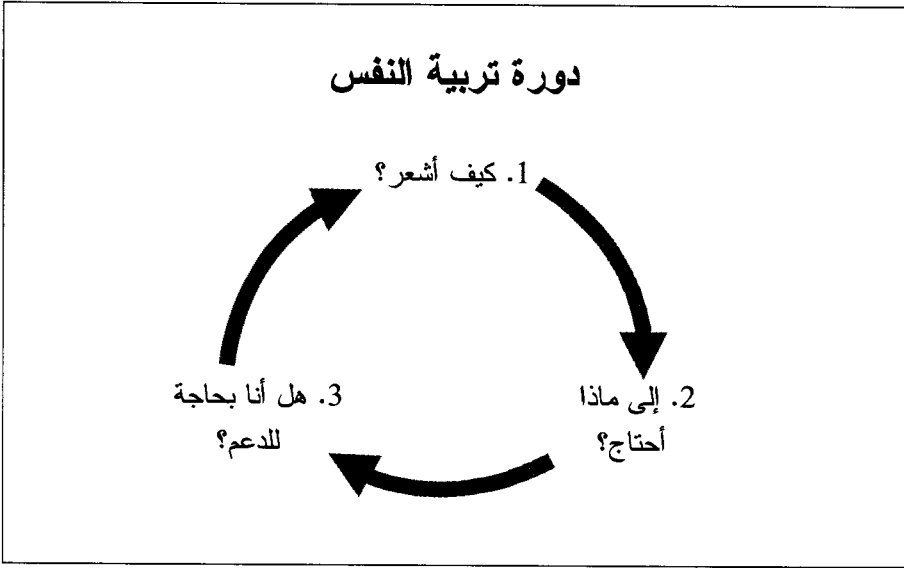 دورة تربية النفس
1. كيف أشعر؟
2. إلى ماذا
أحتاج؟
3. هل أنا بحاجة
للدعم؟